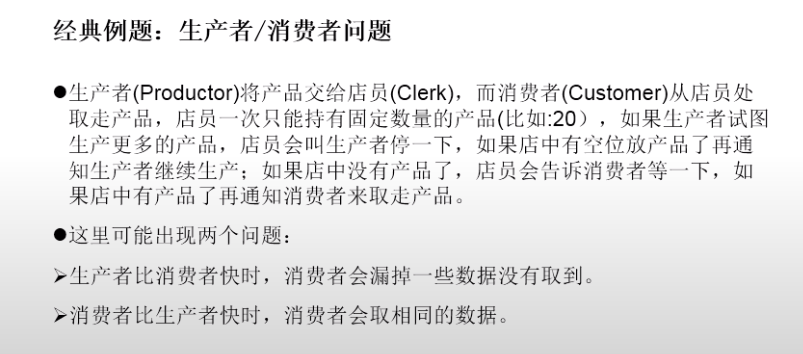 经典例题：生产者/消费者问题
●生产者(Productor)将产品交给店员(Clerk)，而消费者(Customer)从店员处
取走产品，店员一次只能持有固定数量的产品(比如:20），如果生产者试图
生产更多的产品，店员会叫生产者停一下，如果店中有空位放产品了再通
知生产者继续生产；如果店中没有产品了，店员会告诉消费者等一下，如
果店中有产品了再通知消费者来取走产品。
●这里可能出现两个问题：
➢生产者比消费者快时，消费者会漏掉一些数据没有取到。
➢消费者比生产者快时，消费者会取相同的数据。